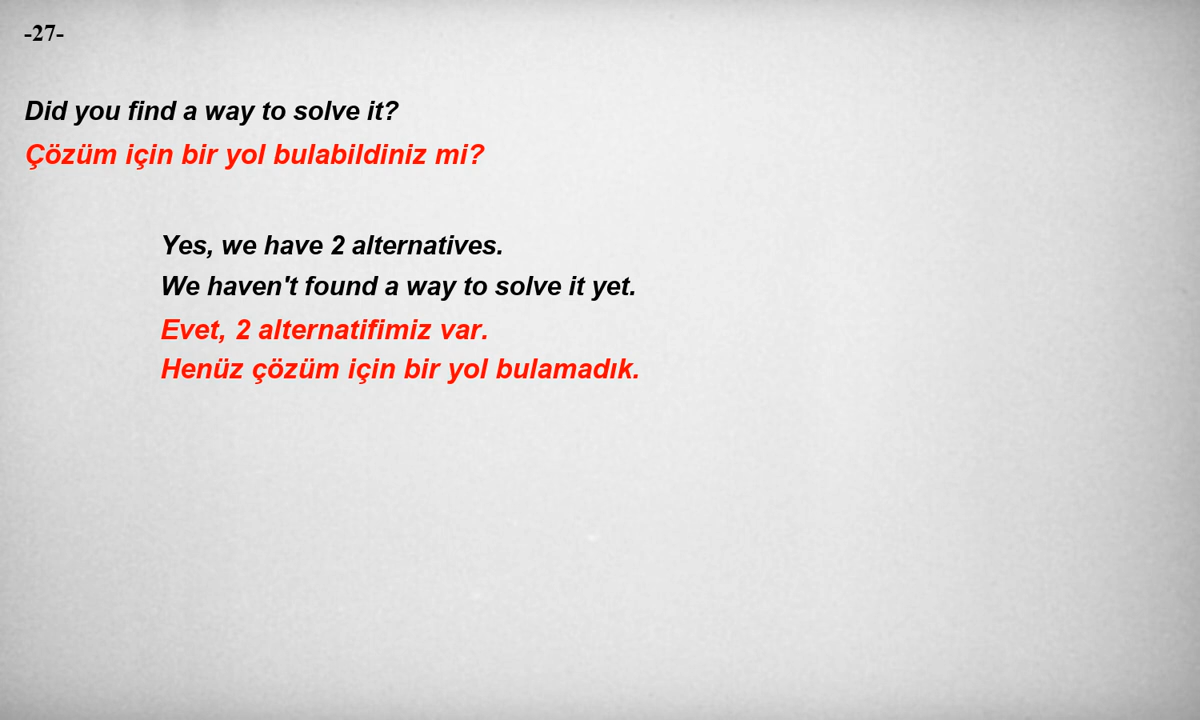 -27-
Did you find a way to solve it?
Çözüm için bir yol bulabildiniz mi?
Yes, we have 2 alternatives.
We haven't found a way to solve it yet.
Evet, 2 alternatifimiz var.
Henüz çözüm için bir yol bulamadık.